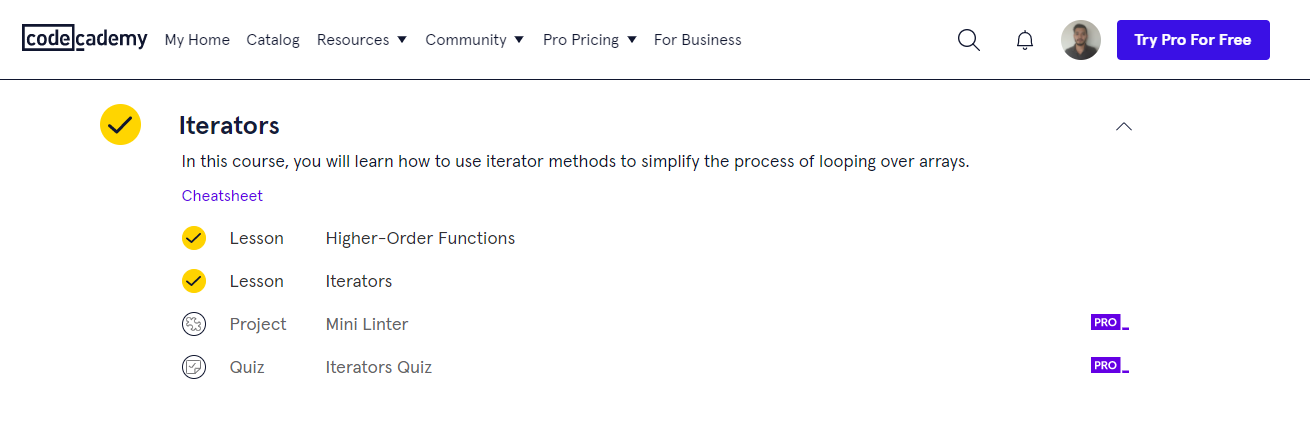 codecademy My Home Catalog Resources Community Pro Pricing For Business Try Pro For Free
Iterators
In this course, you will learn how to use iterator methods to simplify the process of looping over arrays.
Cheatsheet
Lesson Higher-Order Functions
Lesson Iterators
Project Mini Linter PRO
Quiz Iterators Quiz PRO